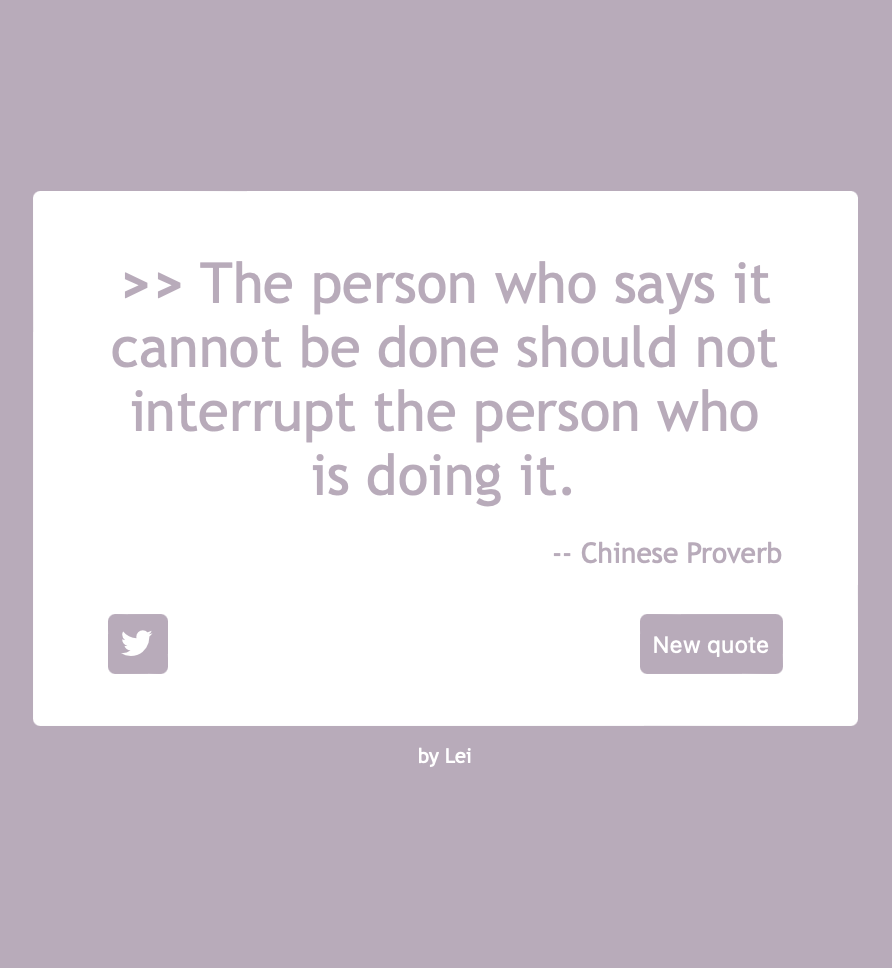 >> The person who says it
cannot be done should not
interrupt the person who
is doing it.
-- Chinese Proverb
New quote
by Lei